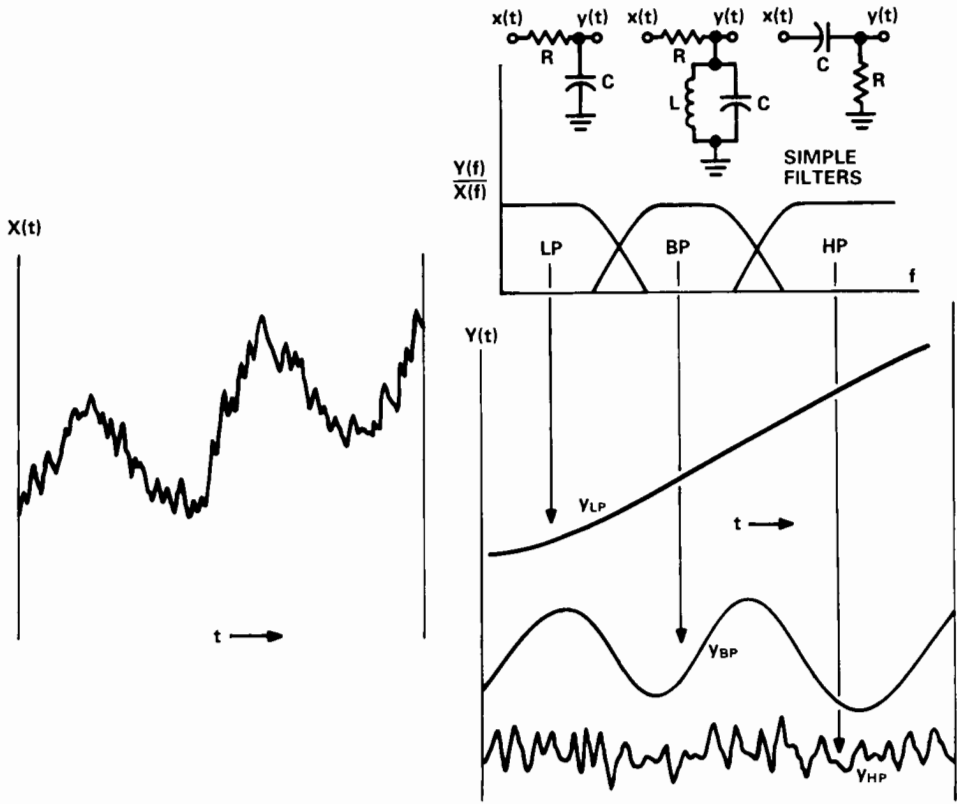 x(t) y(t) x(t) y(t) x(t) y(t)
R R C
C L C R
SIMPLE
FILTERS
Y(f)
X(f)
LP BP HP
f
X(t)
t
Y(t)
yLP
t
yBP
yHP